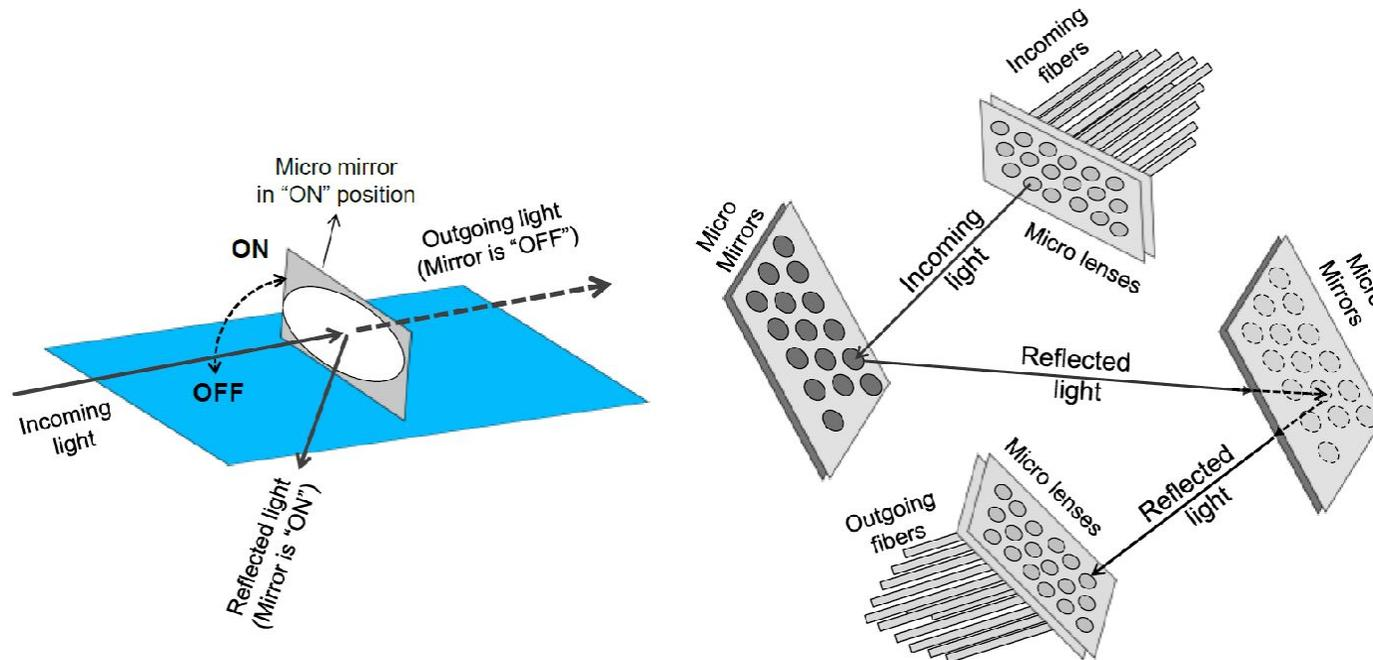 Micro mirror
in “ON” position
ON
Outgoing light
(Mirror is “OFF”)
OFF
Incoming
light
Reflected light
(Mirror is “ON”)
Incoming
fibers
Micro
Mirrors
Incoming
light
Micro lenses
Micro
Mirrors
Reflected
light
Micro lenses
Reflected
light
Outgoing
fibers